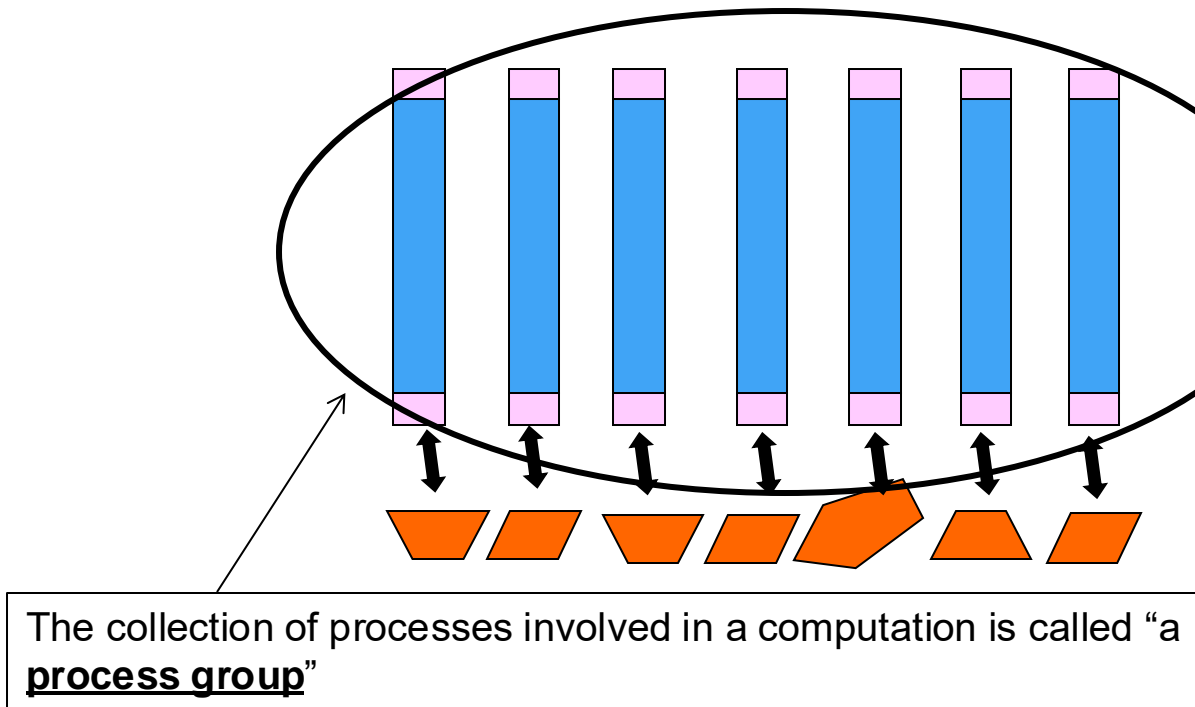 The collection of processes involved in a computation is called “a
process group”